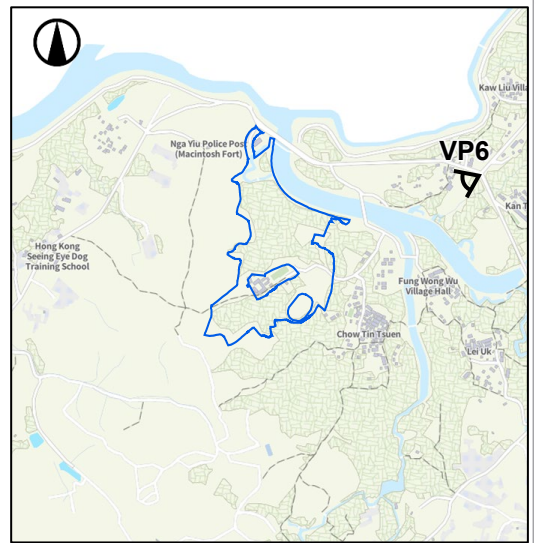 Kaw Liu Villa
Nga Yiu Police Post
(Macintosh Fort)
VP6
Kan T
Hong Kong
Seeing Eye Dog
Training School
Fung Wong Wu
Village Hall
Chow Tin Tsuen
Lei Uk